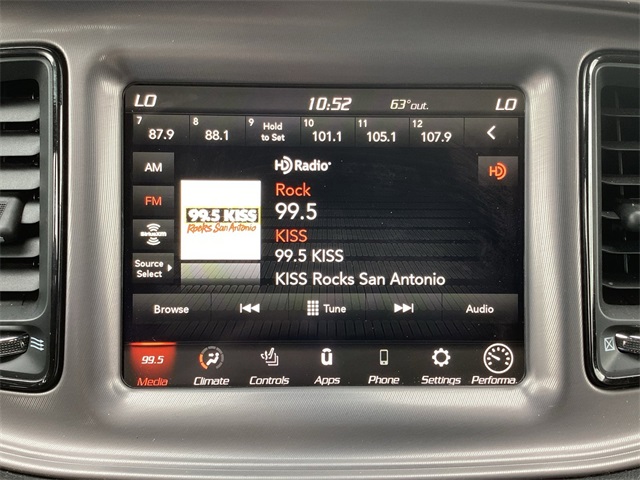 LO 10:52 63°out. LO
7 87.9 8 88.1 9 Hold to Set 10 101.1 11 105.1 12 107.9
AM
HD Radio
HD
FM
Rock
99.5
99.5 KISS
Rocks San Antonio
SiriusXM
KISS
99.5 KISS
Source Select
KISS Rocks San Antonio
Browse Tune Audio
99.5
Media Climate Controls Apps Phone Settings Performa.